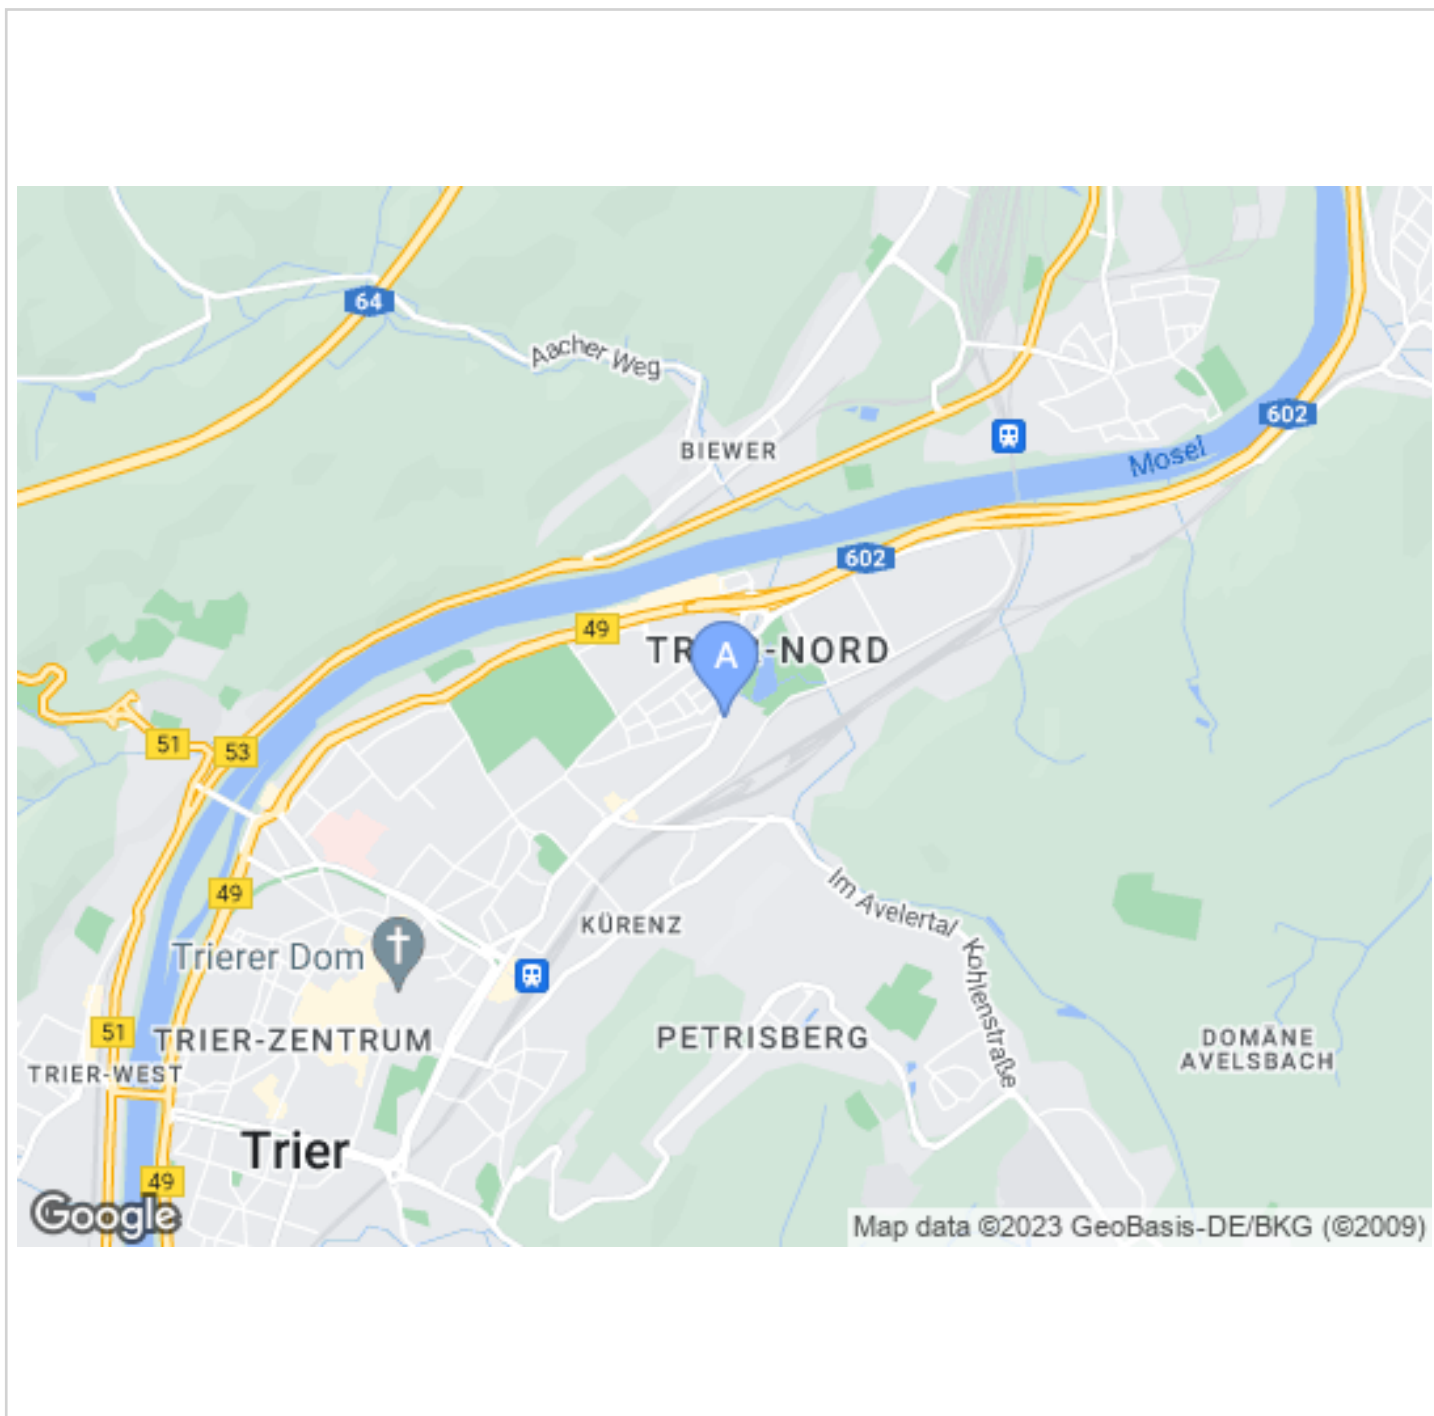 64
Aacher Weg
602
BIEWER
Mosel
602
49
A
TR
-NORD
51
53
49
Im Avelertal
KÜRENZ
Trierer Dom
Kohlenstraße
51
TRIER-ZENTRUM
PETRISBERG
DOMÄNE
AVELSBACH
TRIER-WEST
Trier
49
Google
Map data ©2023 GeoBasis-DE/BKG (©2009)